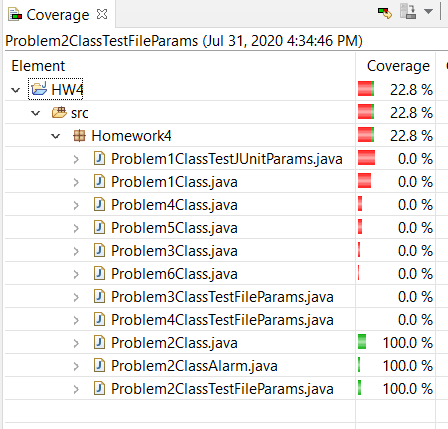 Coverage
Problem2ClassTestFileParams (Jul 31, 2020 4:34:46 PM)
Element Coverage
HW4 22.8 %
src 22.8 %
Homework4 22.8 %
Problem1ClassTestJUnitParams.java 0.0 %
Problem1Class.java 0.0 %
Problem4Class.java 0.0 %
Problem5Class.java 0.0 %
Problem3Class.java 0.0 %
Problem6Class.java 0.0 %
Problem3ClassTestFileParams.java 0.0 %
Problem4ClassTestFileParams.java 0.0 %
Problem2Class.java 100.0 %
Problem2ClassAlarm.java 100.0 %
Problem2ClassTestFileParams.java 100.0 %